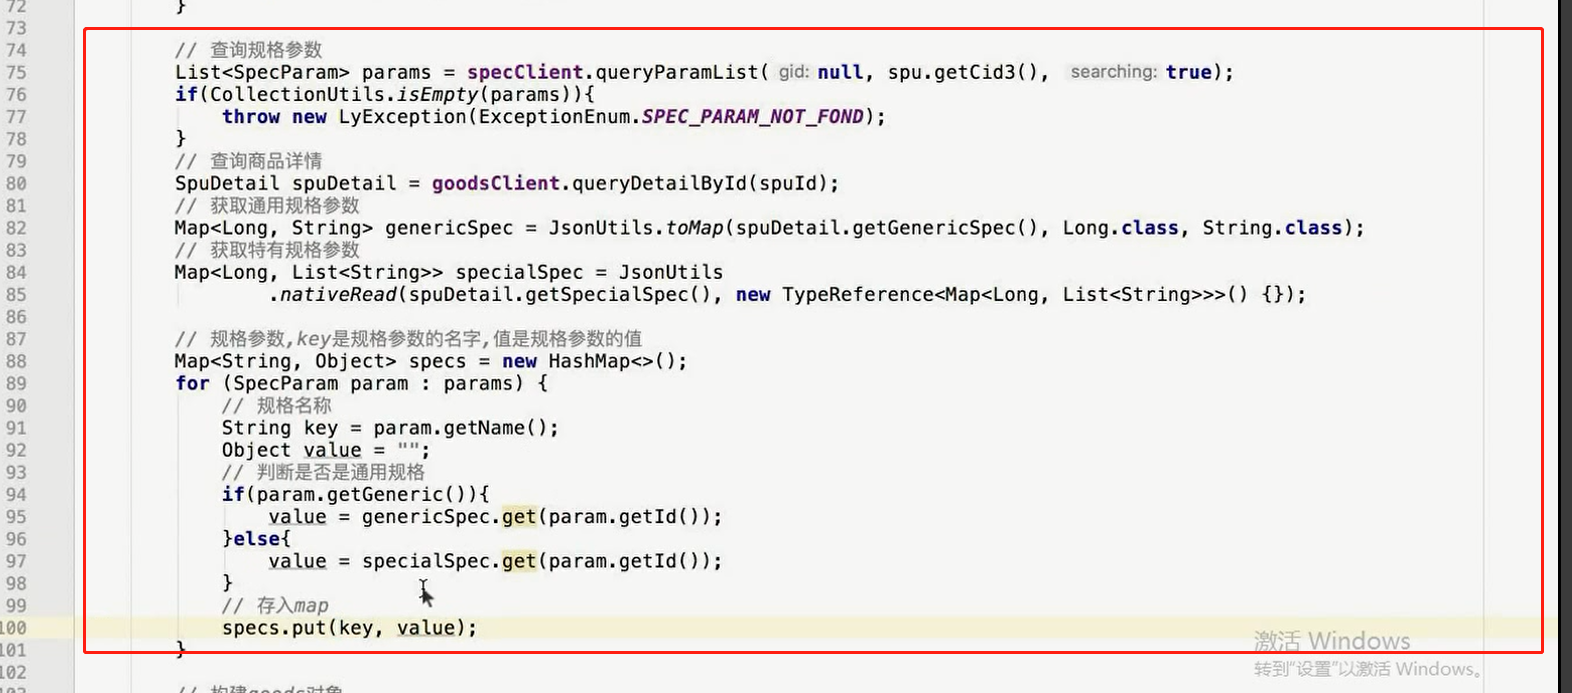 72 }
73
74 // 查询规格参数
75 List<SpecParam> params = specClient.queryParamList( gid: null, spu.getCid3(), searching: true);
76 if(CollectionUtils.isEmpty(params)){
77 throw new LyException(ExceptionEnum.SPEC_PARAM_NOT_FOND);
78 }
79 // 查询商品详情
80 SpuDetail spuDetail = goodsClient.queryDetailById(spuId);
81 // 获取通用规格参数
82 Map<Long, String> genericSpec = JsonUtils.toMap(spuDetail.getGenericSpec(), Long.class, String.class);
83 // 获取特有规格参数
84 Map<Long, List<String>> specialSpec = JsonUtils
85 .nativeRead(spuDetail.getSpecialSpec(), new TypeReference<Map<Long, List<String>>>() {});
86
87 // 规格参数,key是规格参数的名字,值是规格参数的值
88 Map<String, Object> specs = new HashMap<>();
89 for (SpecParam param : params) {
90 // 规格名称
91 String key = param.getName();
92 Object value = "";
93 // 判断是否是通用规格
94 if(param.getGeneric()){
95 value = genericSpec.get(param.getId());
96 }else{
97 value = specialSpec.get(param.getId());
98 }
99 // 存入map
100 specs.put(key, value);
101 }
102
103 // 构建goods对象
激活 Windows
转到"设置"以激活 Windows。